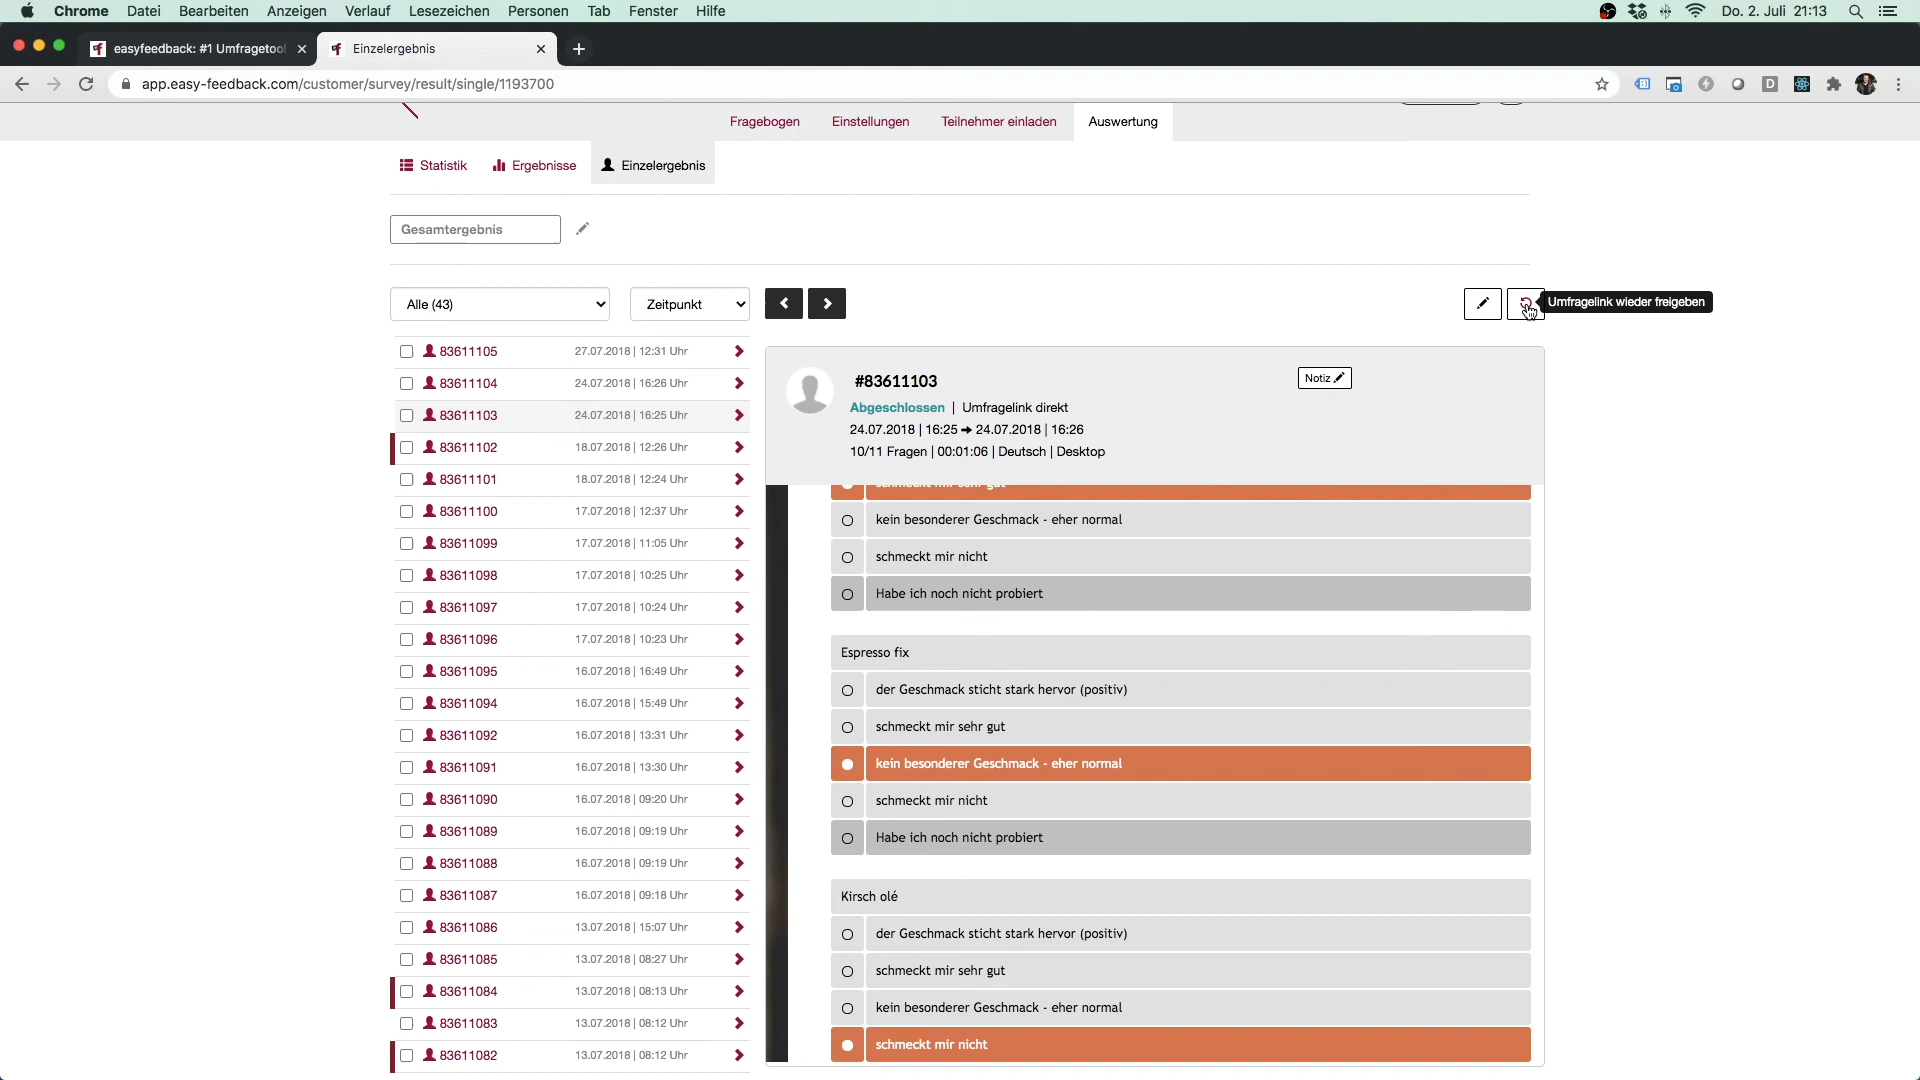 Chrome Datei Bearbeiten Anzeigen Verlauf Lesezeichen Personen Tab Fenster Hilfe Do. 2. Juli 21:13
easyfeedback: #1 Umfragetool
Einzelergebnis
app.easy-feedback.com/customer/survey/result/single/1193700
Fragebogen Einstellungen Teilnehmer einladen Auswertung
Statistik Ergebnisse Einzelergebnis
Gesamtergebnis
Alle (43) Zeitpunkt
Umfragelink wieder freigeben
83611105 27.07.2018 | 12:31 Uhr
83611104 24.07.2018 | 16:26 Uhr
83611103 24.07.2018 | 16:25 Uhr
83611102 18.07.2018 | 12:26 Uhr
83611101 18.07.2018 | 12:24 Uhr
83611100 17.07.2018 | 12:37 Uhr
83611099 17.07.2018 | 11:05 Uhr
83611098 17.07.2018 | 10:25 Uhr
83611097 17.07.2018 | 10:24 Uhr
83611096 17.07.2018 | 10:23 Uhr
83611095 16.07.2018 | 16:49 Uhr
83611094 16.07.2018 | 15:49 Uhr
83611092 16.07.2018 | 13:31 Uhr
83611091 16.07.2018 | 13:30 Uhr
83611090 16.07.2018 | 09:20 Uhr
83611089 16.07.2018 | 09:19 Uhr
83611088 16.07.2018 | 09:19 Uhr
83611087 16.07.2018 | 09:18 Uhr
83611086 13.07.2018 | 15:07 Uhr
83611085 13.07.2018 | 08:27 Uhr
83611084 13.07.2018 | 08:13 Uhr
83611083 13.07.2018 | 08:12 Uhr
83611082 13.07.2018 | 08:12 Uhr
#83611103
Notiz
Abgeschlossen | Umfragelink direkt
24.07.2018 | 16:25 → 24.07.2018 | 16:26
10/11 Fragen | 00:01:06 | Deutsch | Desktop
schmeckt mir sehr gut
kein besonderer Geschmack - eher normal
schmeckt mir nicht
Habe ich noch nicht probiert
Espresso fix
der Geschmack sticht stark hervor (positiv)
schmeckt mir sehr gut
kein besonderer Geschmack - eher normal
schmeckt mir nicht
Habe ich noch nicht probiert
Kirsch olé
der Geschmack sticht stark hervor (positiv)
schmeckt mir sehr gut
kein besonderer Geschmack - eher normal
schmeckt mir nicht